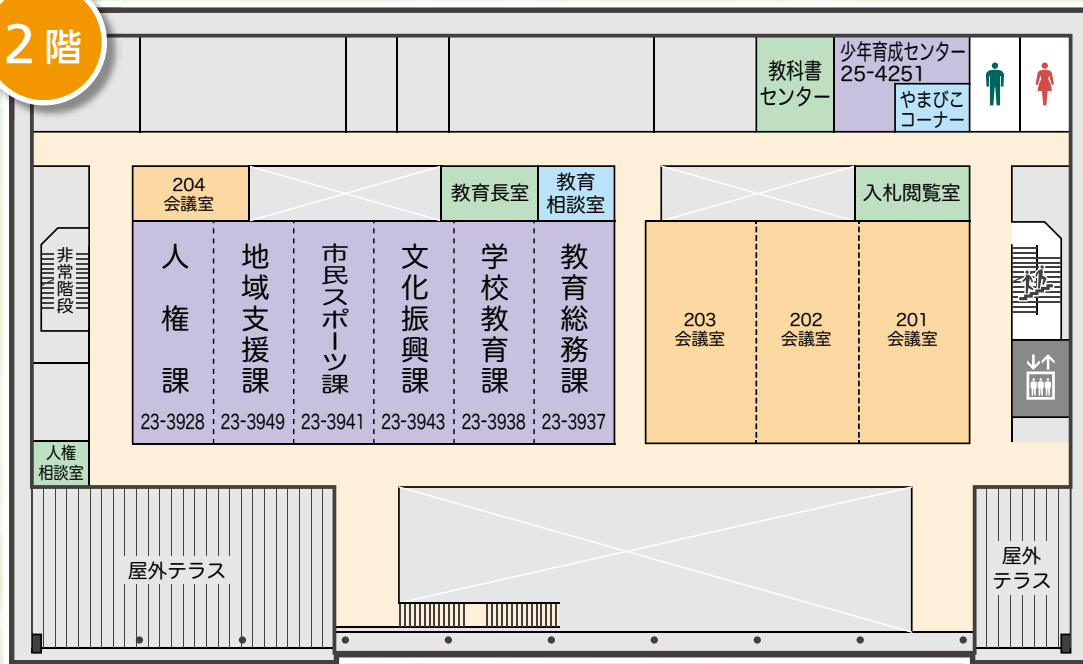 2階
教科書
センター
少年育成センター
25-4251
やまびこ
コーナー
204
会議室
教育長室
教育
相談室
入札閲覧室
非常階段
人権課
23-3928
地域支援課
23-3949
市民スポーツ課
23-3941
文化振興課
23-3943
学校教育課
23-3938
教育総務課
23-3937
203
会議室
202
会議室
201
会議室
人権
相談室
屋外テラス
屋外
テラス